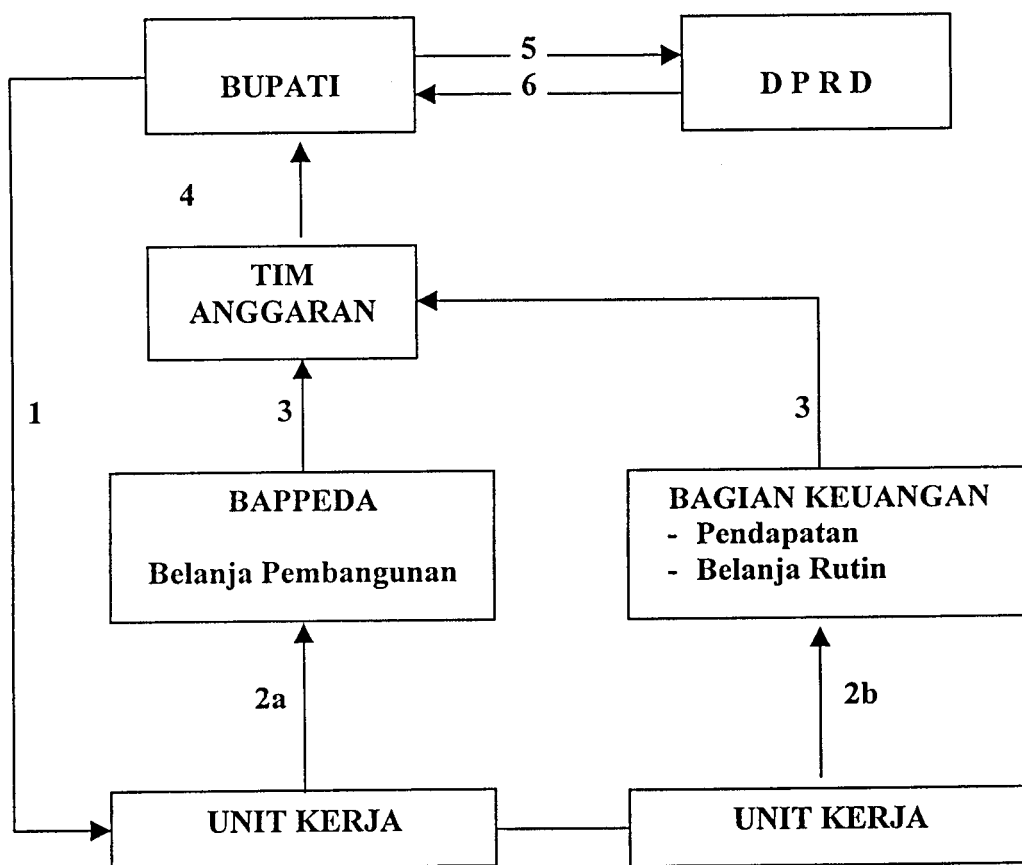 5
BUPATI
6
D P R D
4
TIM
ANGGARAN
1
3
3
BAPPEDA
Belanja Pembangunan
BAGIAN KEUANGAN
- Pendapatan
- Belanja Rutin
2a
2b
UNIT KERJA
UNIT KERJA